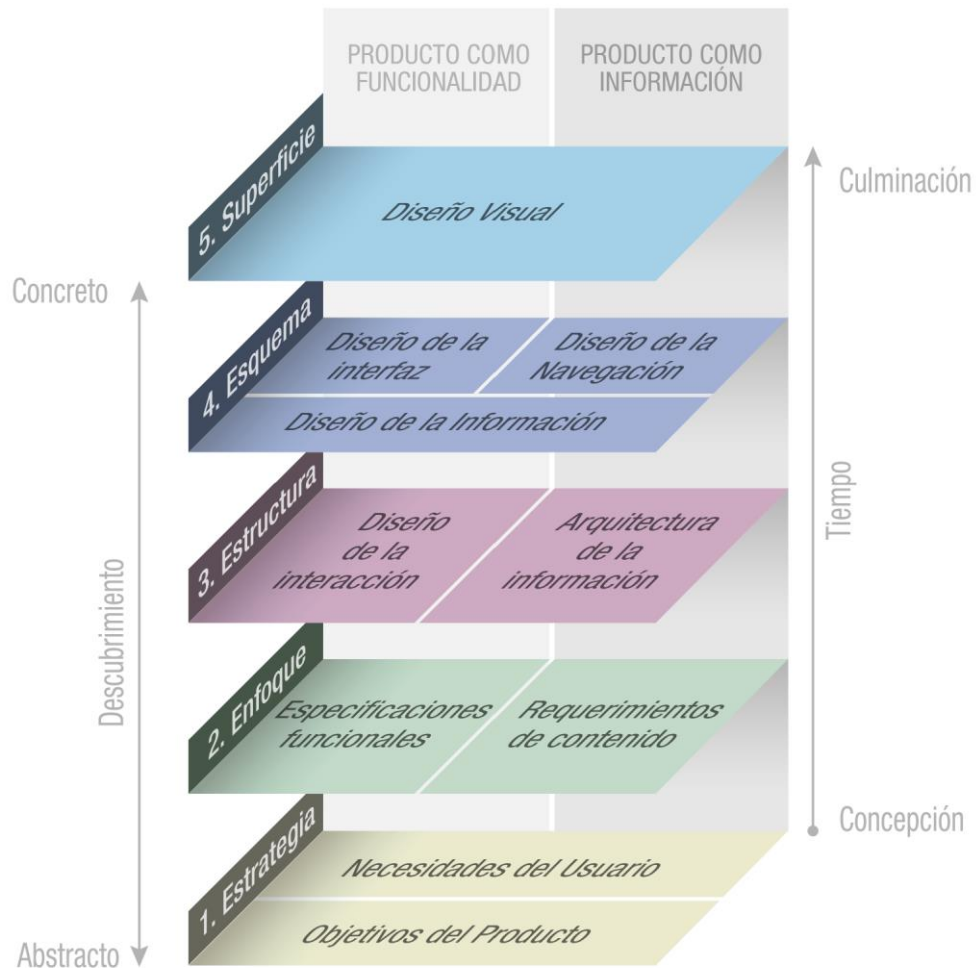 PRODUCTO COMO
FUNCIONALIDAD
PRODUCTO COMO
INFORMACIÓN
5. Superficie
Diseño Visual
Culminación
Concreto
4. Esquema
Diseño de la
interfaz
Diseño de la
Navegación
Diseño de la Información
3. Estructura
Diseño
de la
interacción
Arquitectura
de la
información
Tiempo
Descubrimiento
2. Enfoque
Especificaciones
funcionales
Requerimientos
de contenido
Concepción
1. Estrategia
Necesidades del Usuario
Objetivos del Producto
Abstracto